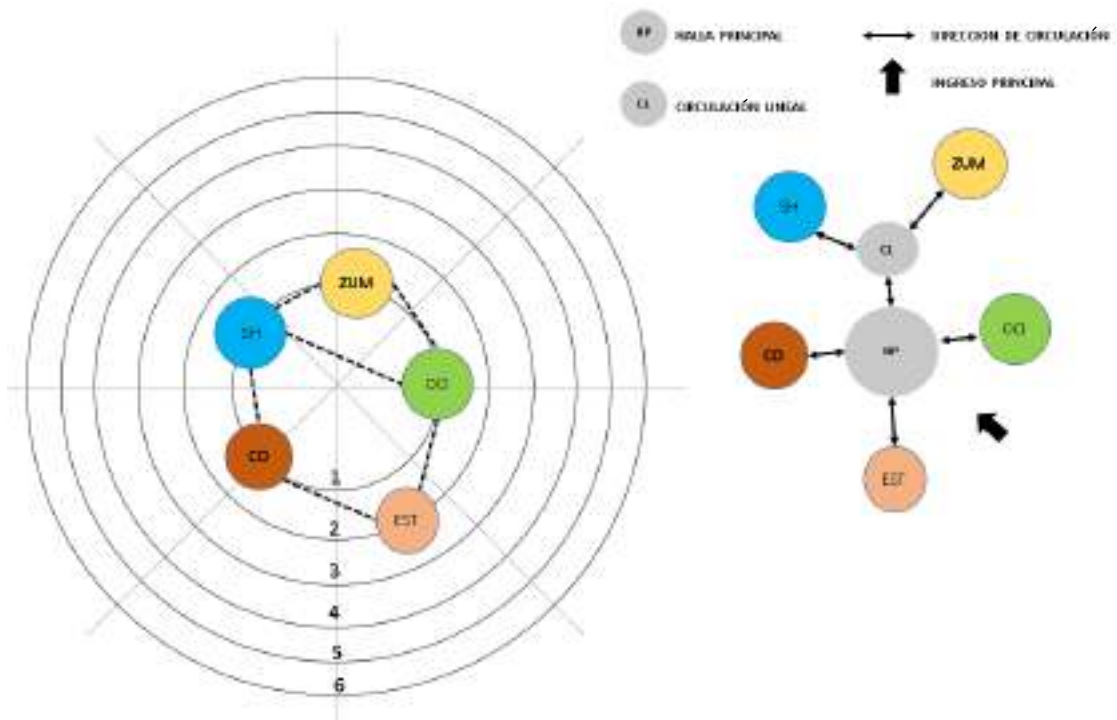 PRINCIPAL
DIRECCION DE CIRCULACIÓN
INGRESO PRINCIPAL
CL CIRCULACIÓN LINEAL
ZUM
SH
CL
CO
EST
ZUM
SH
CO
EST
1
2
3
4
5
6